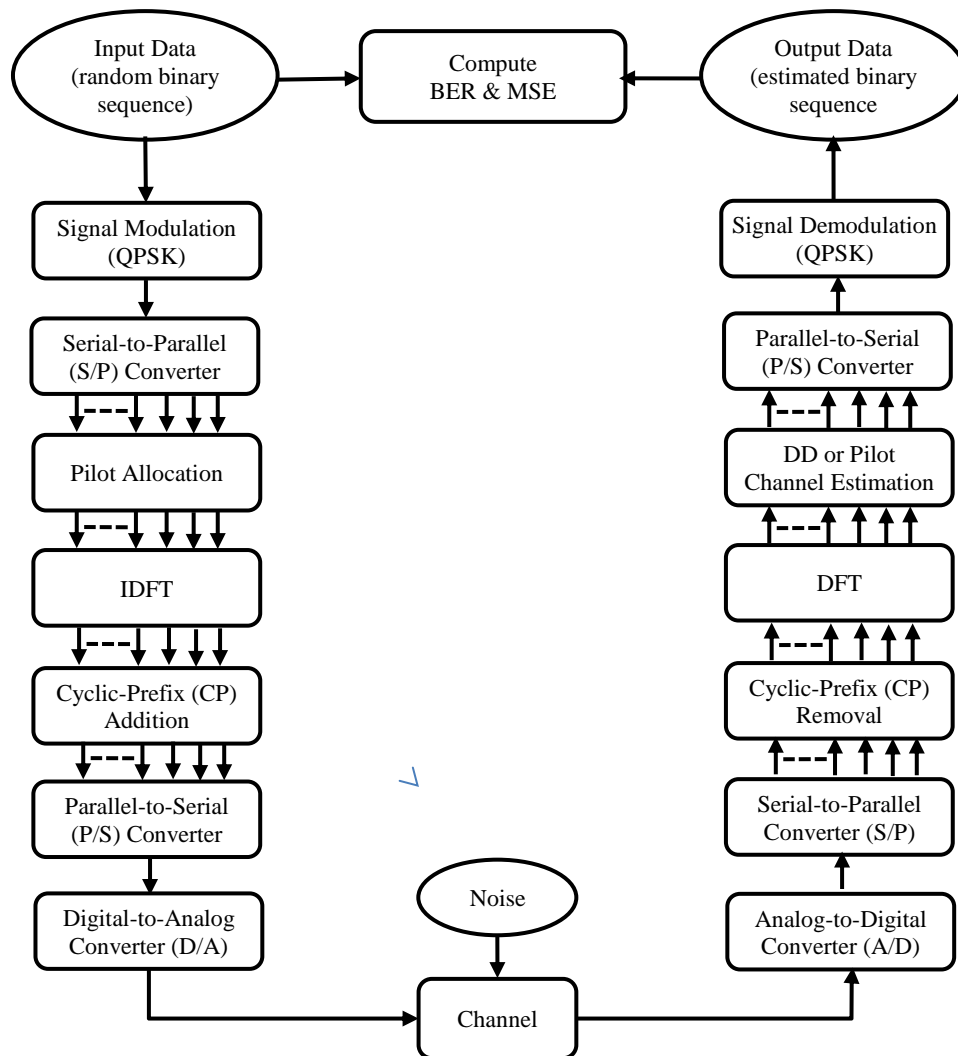 Input Data
(random binary
sequence)
Compute
BER & MSE
Output Data
(estimated binary
sequence
Signal Modulation
(QPSK)
Serial-to-Parallel
(S/P) Converter
Pilot Allocation
IDFT
Cyclic-Prefix (CP)
Addition
Parallel-to-Serial
(P/S) Converter
Digital-to-Analog
Converter (D/A)
Noise
Channel
Signal Demodulation
(QPSK)
Parallel-to-Serial
(P/S) Converter
DD or Pilot
Channel Estimation
DFT
Cyclic-Prefix (CP)
Removal
Serial-to-Parallel
Converter (S/P)
Analog-to-Digital
Converter (A/D)